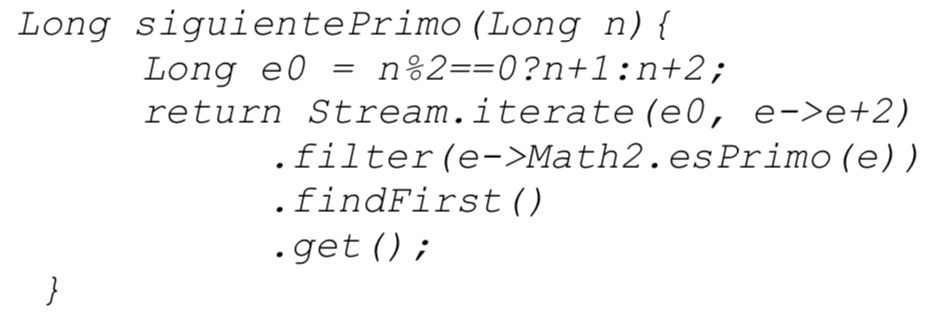 Long siguientePrimo(Long n){
Long e0 = n%2==0?n+1:n+2;
return Stream.iterate(e0, e->e+2)
.filter(e->Math2.esPrimo(e))
.findFirst()
.get();
}